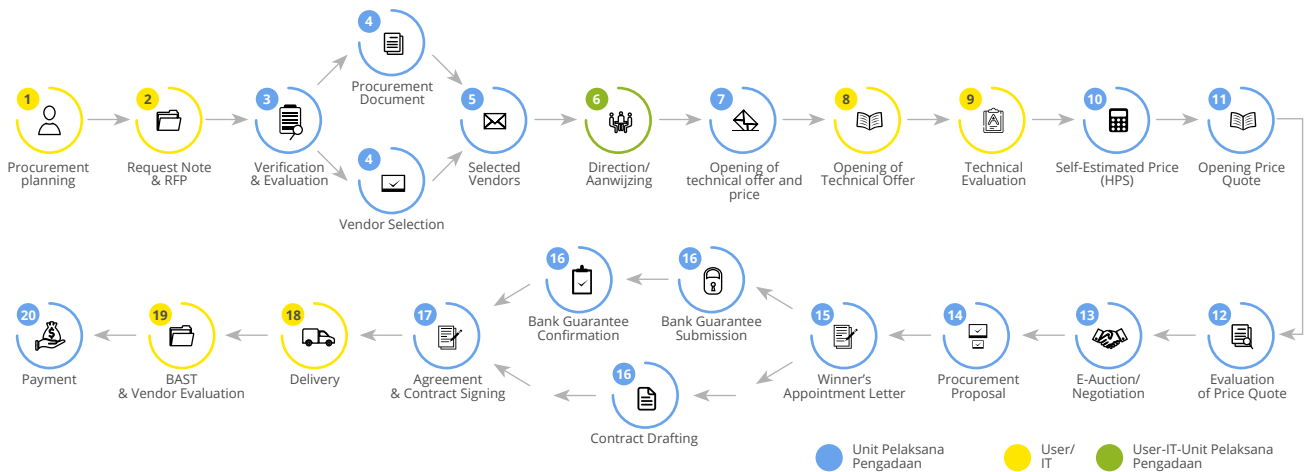 1
Procurement
planning
2
Request Note
& RFP
3
Verification
& Evaluation
4
Procurement
Document
4
Vendor Selection
5
Selected
Vendors
6
Direction/
Aanwijzing
7
Opening of
technical offer and
price
8
Opening of
Technical Offer
9
Technical
Evaluation
10
Self-Estimated Price
(HPS)
11
Opening Price
Quote
12
Evaluation
of Price Quote
13
E-Auction/
Negotiation
14
Procurement
Proposal
15
Winner's
Appointment Letter
16
Bank Guarantee
Submission
16
Bank Guarantee
Confirmation
16
Contract Drafting
17
Agreement
& Contract Signing
18
Delivery
19
BAST
& Vendor Evaluation
20
Payment
Unit Pelaksana
Pengadaan
User/
IT
User-IT-Unit Pelaksana
Pengadaan